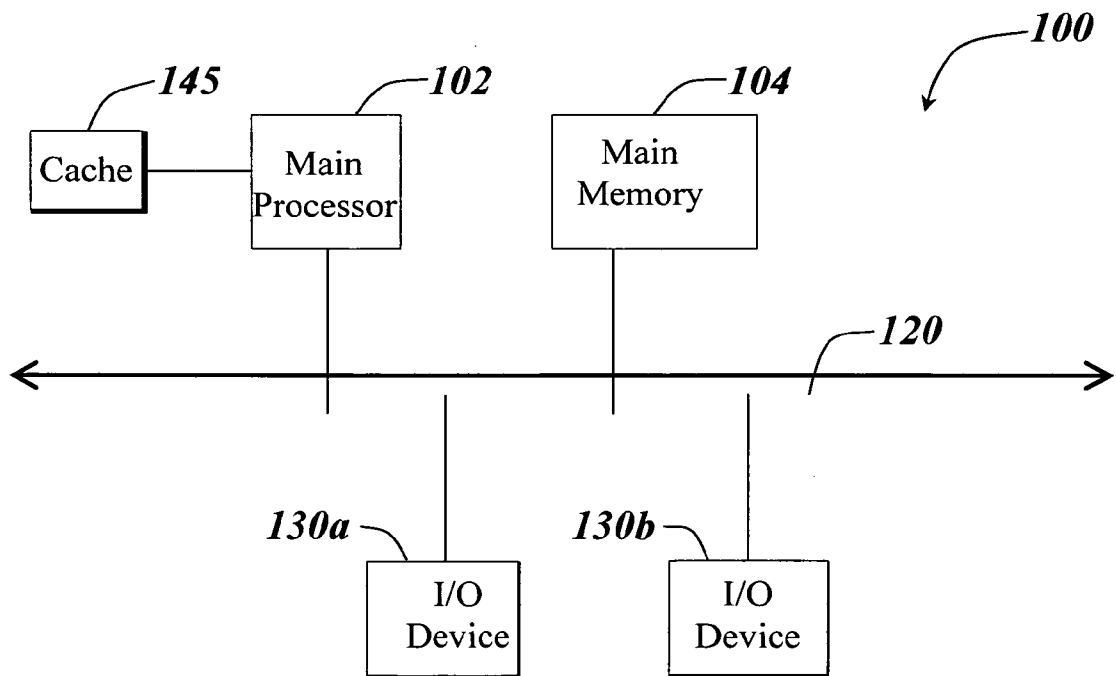 100
145
102
104
Cache
Main
Processor
Main
Memory
120
130a
130b
I/O
Device
I/O
Device